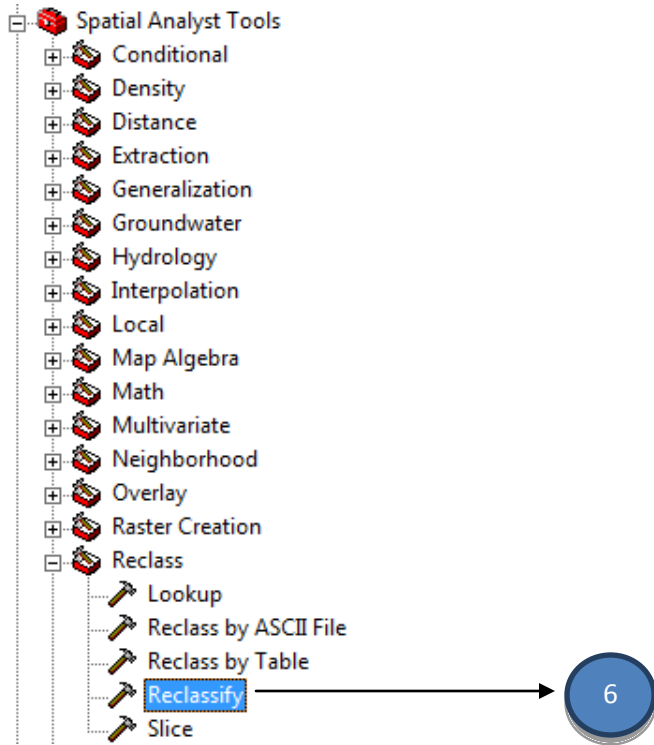 Spatial Analyst Tools
Conditional
Density
Distance
Extraction
Generalization
Groundwater
Hydrology
Interpolation
Local
Map Algebra
Math
Multivariate
Neighborhood
Overlay
Raster Creation
Reclass
Lookup
Reclass by ASCII File
Reclass by Table
Reclassify 6
Slice